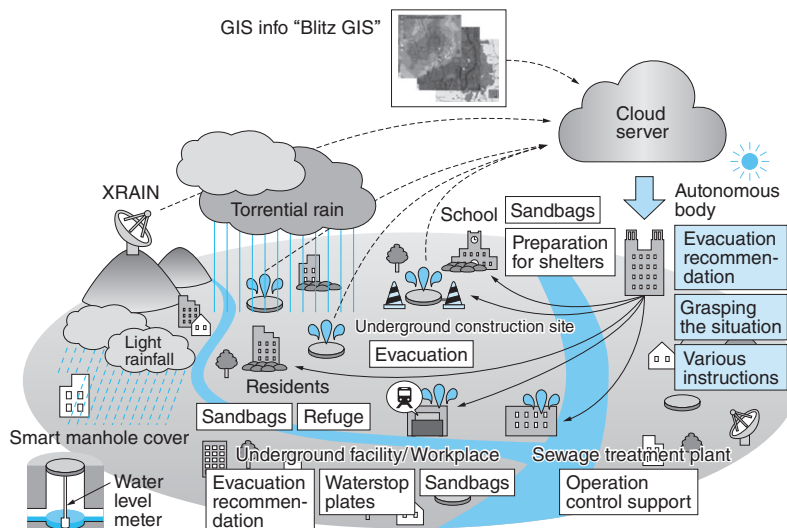 GIS info “Blitz GIS”
Cloud
server
XRAIN
Torrential rain
School
Sandbags
Preparation
for shelters
Autonomous
body
Evacuation
recommen-
dation
Grasping
the situation
Various
instructions
Light
rainfall
Underground construction site
Evacuation
Residents
Sandbags
Refuge
Smart manhole cover
Water
level
meter
Underground facility/ Workplace
Evacuation
recommen-
dation
Waterstop
plates
Sandbags
Sewage treatment plant
Operation
control support